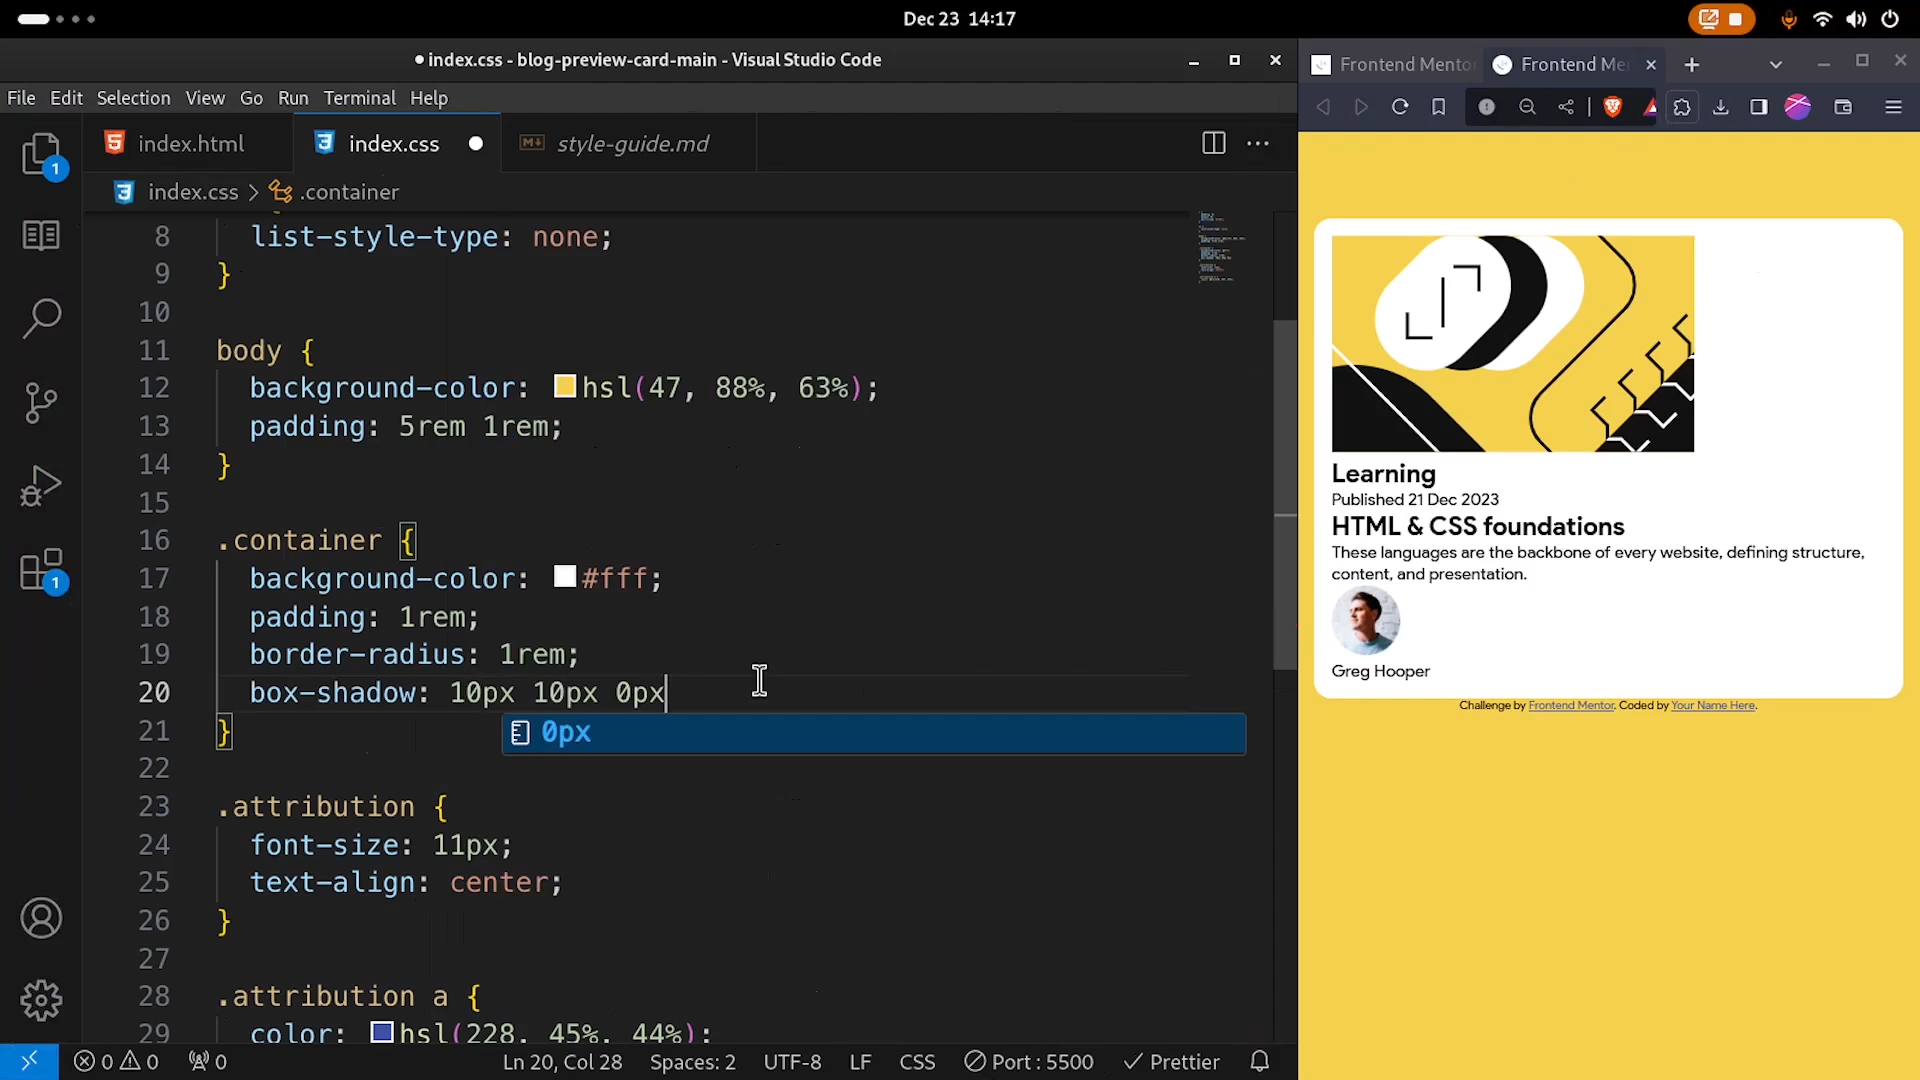 Dec 23 14:17
index.css - blog-preview-card-main - Visual Studio Code
File Edit Selection View Go Run Terminal Help
index.html
index.css
style-guide.md
index.css > .container
8 list-style-type: none;
9 }
10
11 body {
12 background-color: hsl(47, 88%, 63%);
13 padding: 5rem 1rem;
14 }
15
16 .container {
17 background-color: #fff;
18 padding: 1rem;
19 border-radius: 1rem;
20 box-shadow: 10px 10px 0px
0px
21 }
22
23 .attribution {
24 font-size: 11px;
25 text-align: center;
26 }
27
28 .attribution a {
29 color: hsl(228, 45%, 44%);
1
1
0 0 0 Ln 20, Col 28 Spaces: 2 UTF-8 LF CSS Port : 5500 Prettier
Frontend Mento
Frontend Me
Learning
Published 21 Dec 2023
HTML & CSS foundations
These languages are the backbone of every website, defining structure,
content, and presentation.
Greg Hooper
Challenge by Frontend Mentor. Coded by Your Name Here.